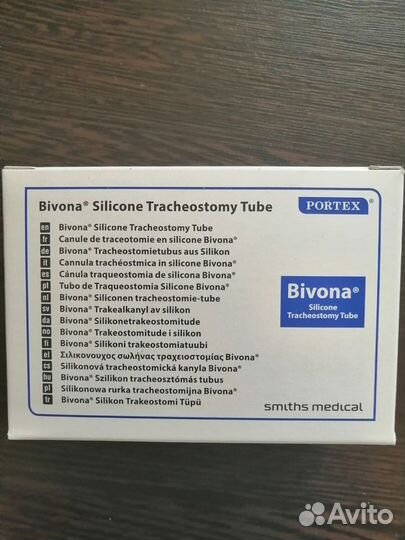 Bivona® Silicone Tracheostomy Tube
PORTEX®
en Bivona® Silicone Tracheostomy Tube
fr Canule de traceotomie en silicone Bivona®
de Bivona® Tracheostomietubus aus Silikon
it Cannula tracheóstmica in silicone Bivona®
es Cánula traqueostomia de silicona Bivona®
pt Tubo de Traqueostomia Silicone Bivona®
nl Bivona® Siliconen tracheostomie-tube
sv Bivona® Trakealkanyl av silikon
da Bivona® Silikonetrakeostomitude
no Bivona® Trakeostomitude i silikon
fi Bivona® Silikoni trakeostomiatuubi
el Σιλικονουχος σωλήνας τραχειοστομίας Bivona®
cs Silikonová tracheostomická kanyla Bivona®
hu Bivona® Szilikon tracheosztómás tubus
pl Silikonowa rurka tracheostomijna Bivona®
tr Bivona® Silikon Trakeostomi Tüpü
Bivona®
Silicone
Tracheostomy Tube
smiths medical
Avito